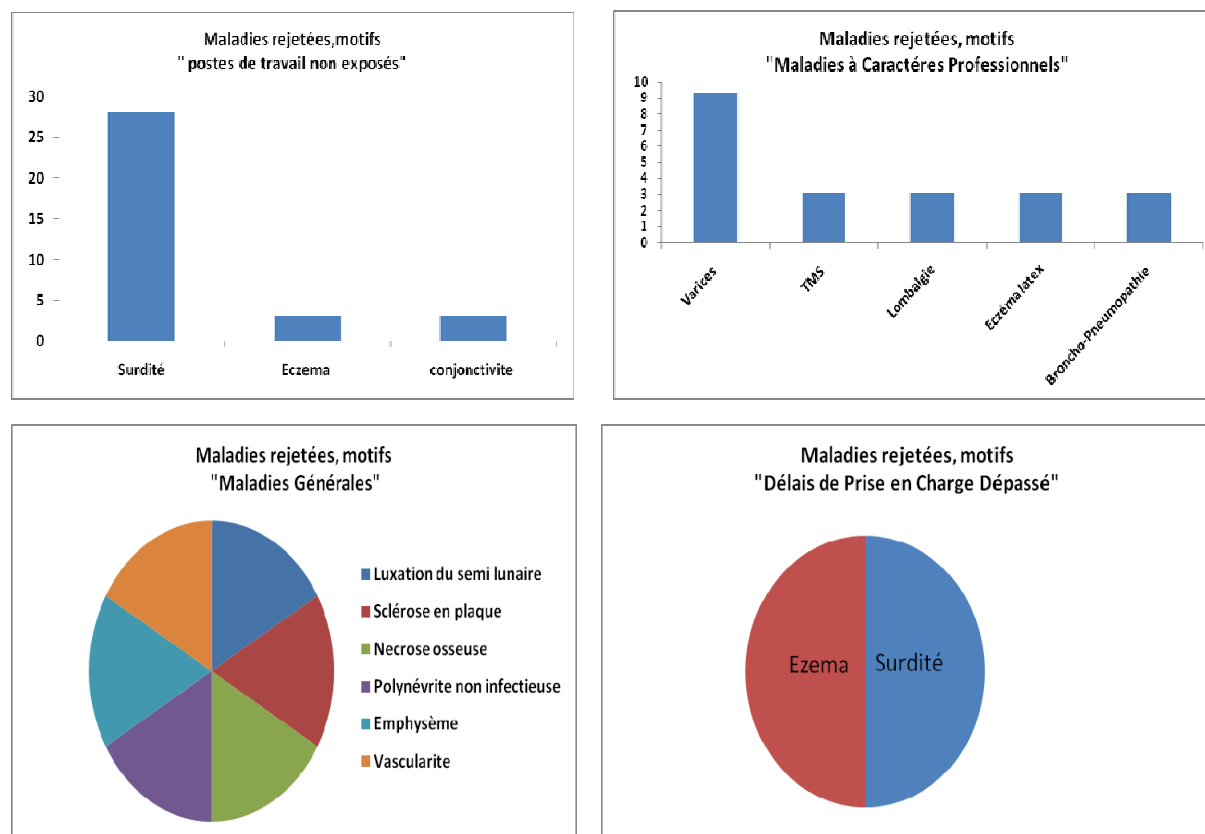 Maladies rejetées,motifs
" postes de travail non exposés"
30
25
20
15
10
5
0
Surdité Eczema conjonctivite
Maladies rejetées, motifs
"Maladies à Caractéres Professionnels"
10
9
8
7
6
5
4
3
2
1
0
Varices
TMS
Lombalgie
Eczéma latex
Broncho-Pneumopathie
Maladies rejetées, motifs
"Maladies Générales"
Luxation du semi lunaire
Sclérose en plaque
Necrose osseuse
Polynévrite non infectieuse
Emphysème
Vascularite
Maladies rejetées, motifs
"Délais de Prise en Charge Dépassé"
Ezema Surdité